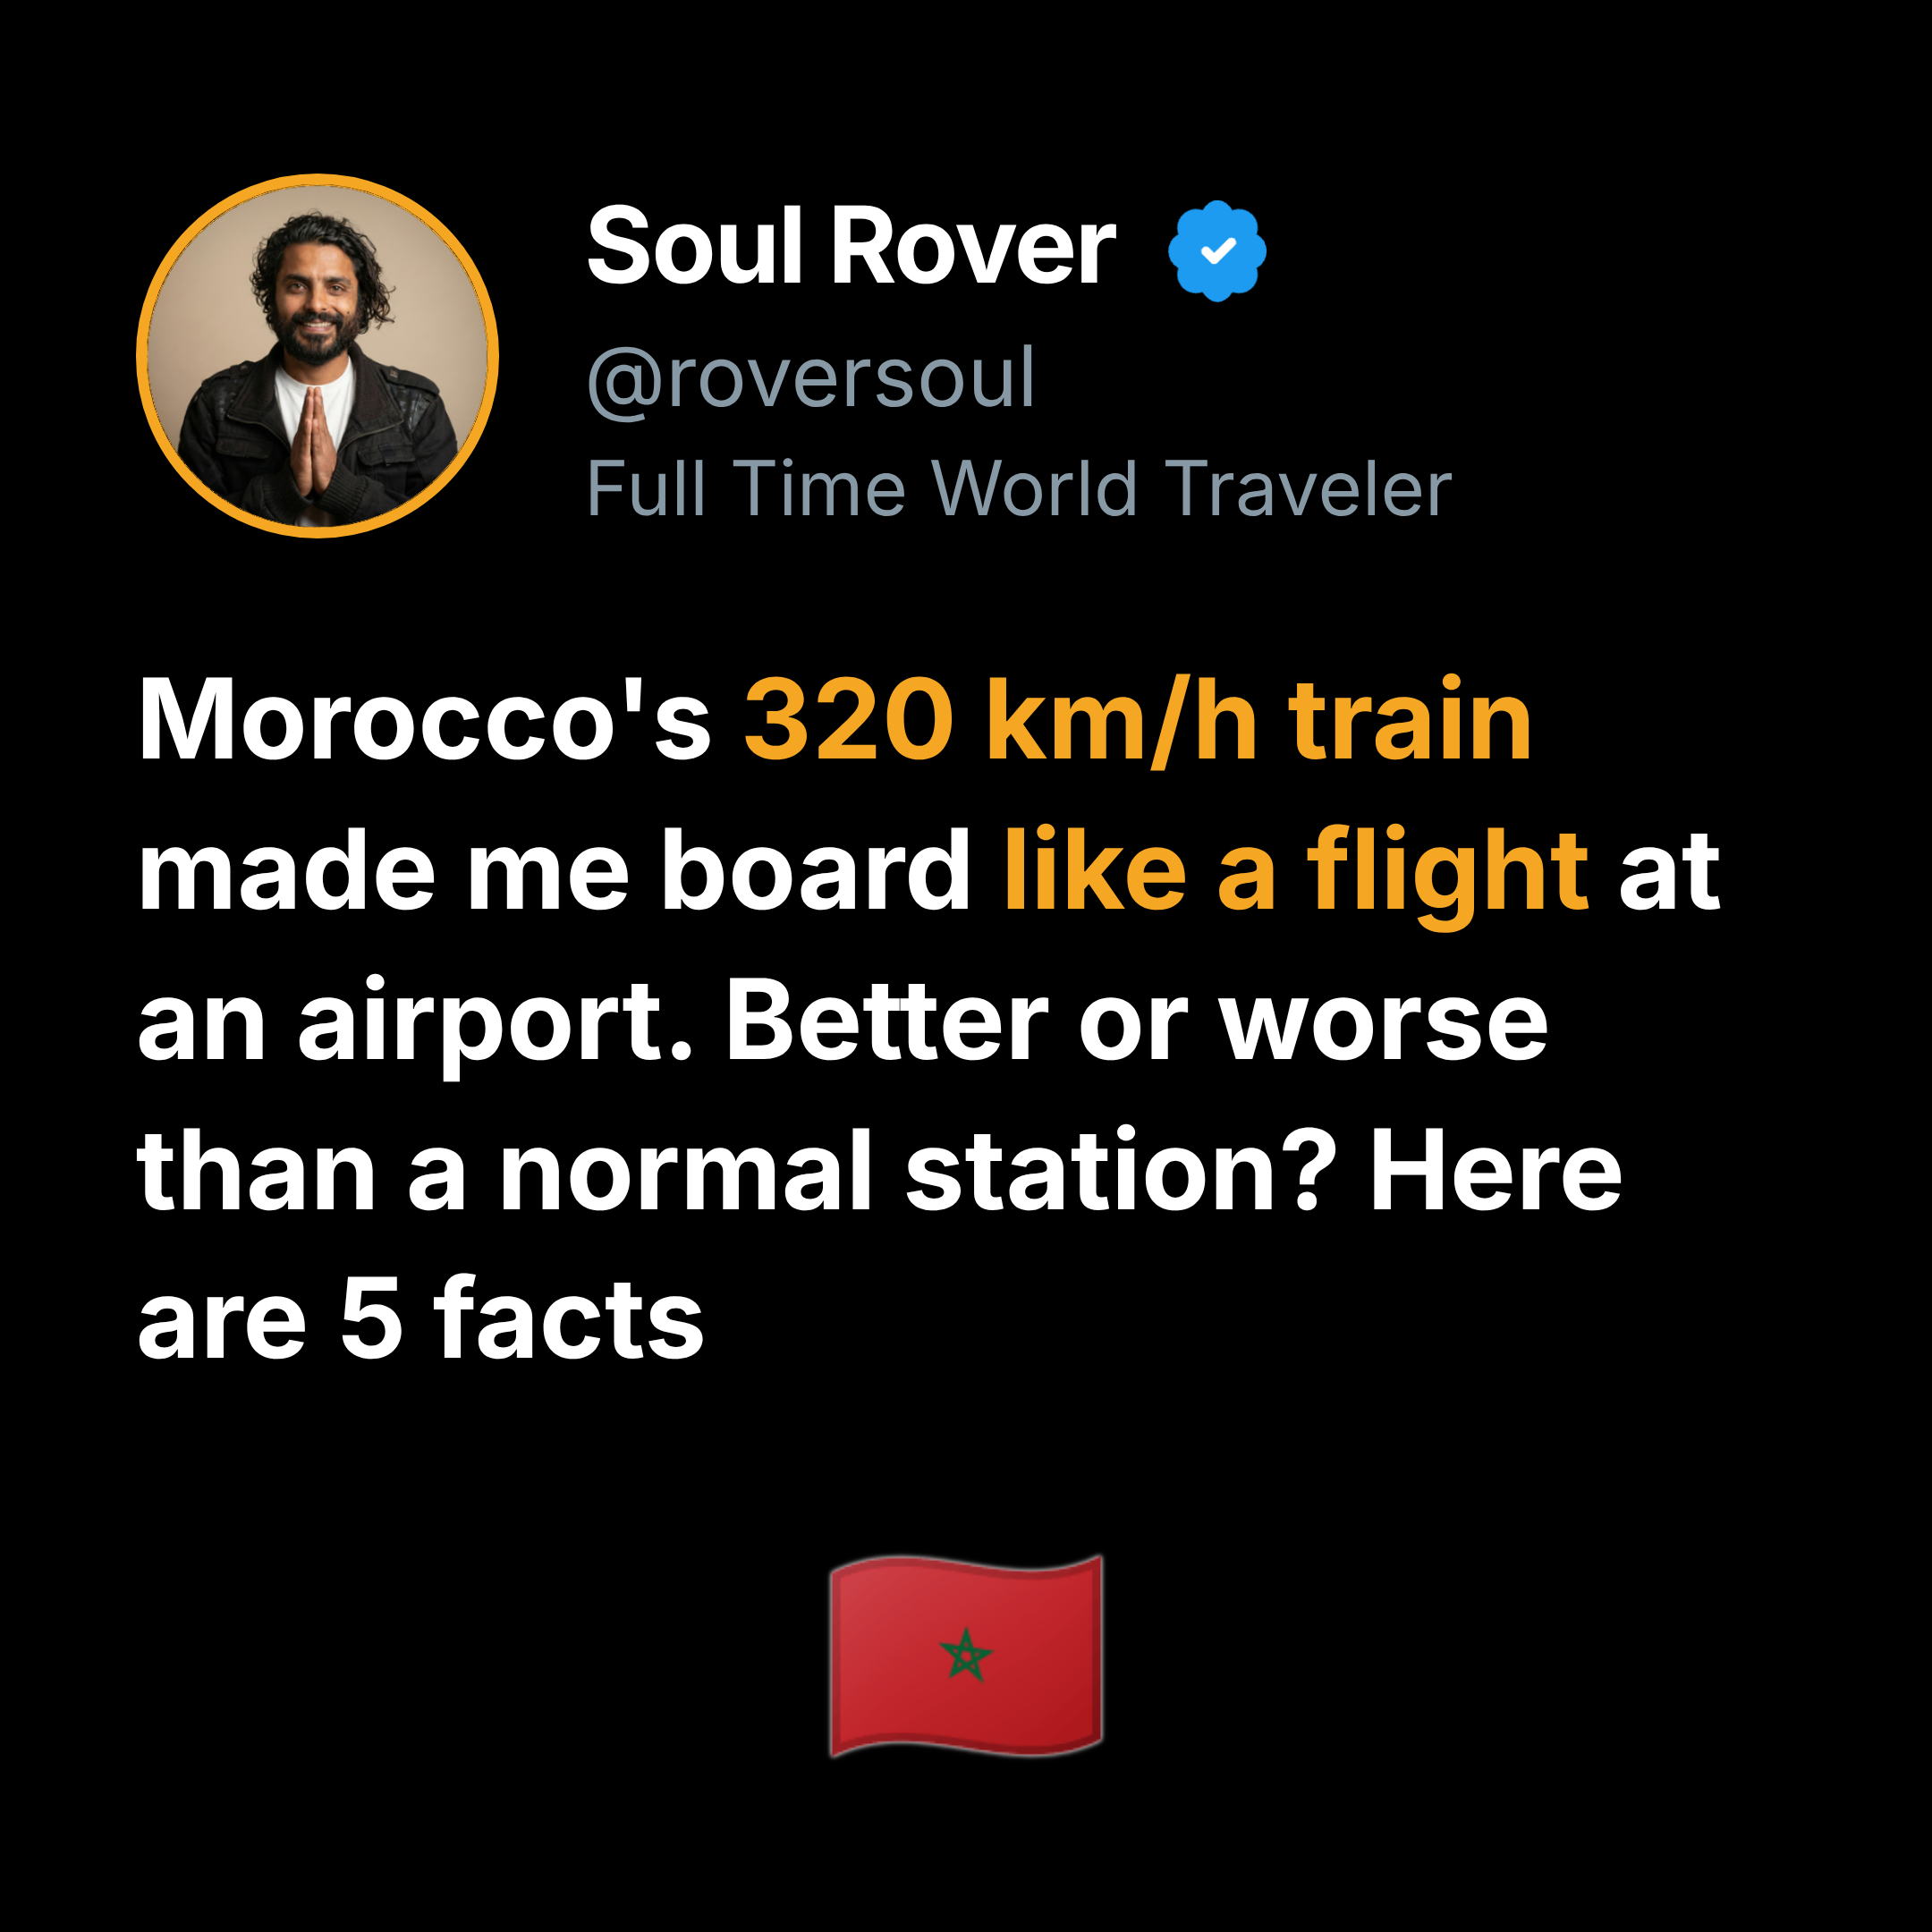 Soul Rover
@roversoul
Full Time World Traveler
Morocco's 320 km/h train
made me board like a flight at
an airport. Better or worse
than a normal station? Here
are 5 facts